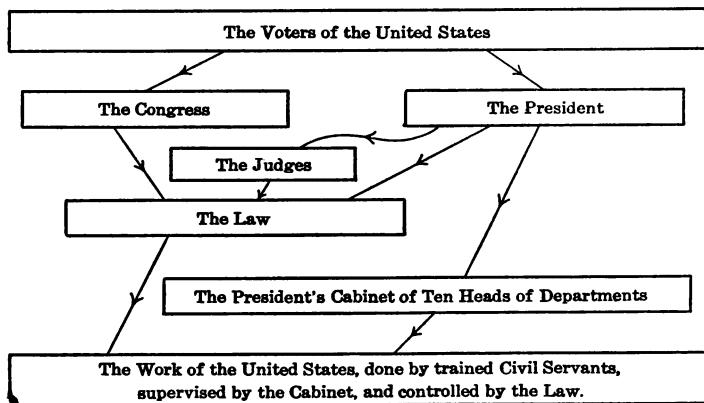 The Voters of the United States
The Congress
The President
The Judges
The Law
The President's Cabinet of Ten Heads of Departments
The Work of the United States, done by trained Civil Servants,
supervised by the Cabinet, and controlled by the Law.